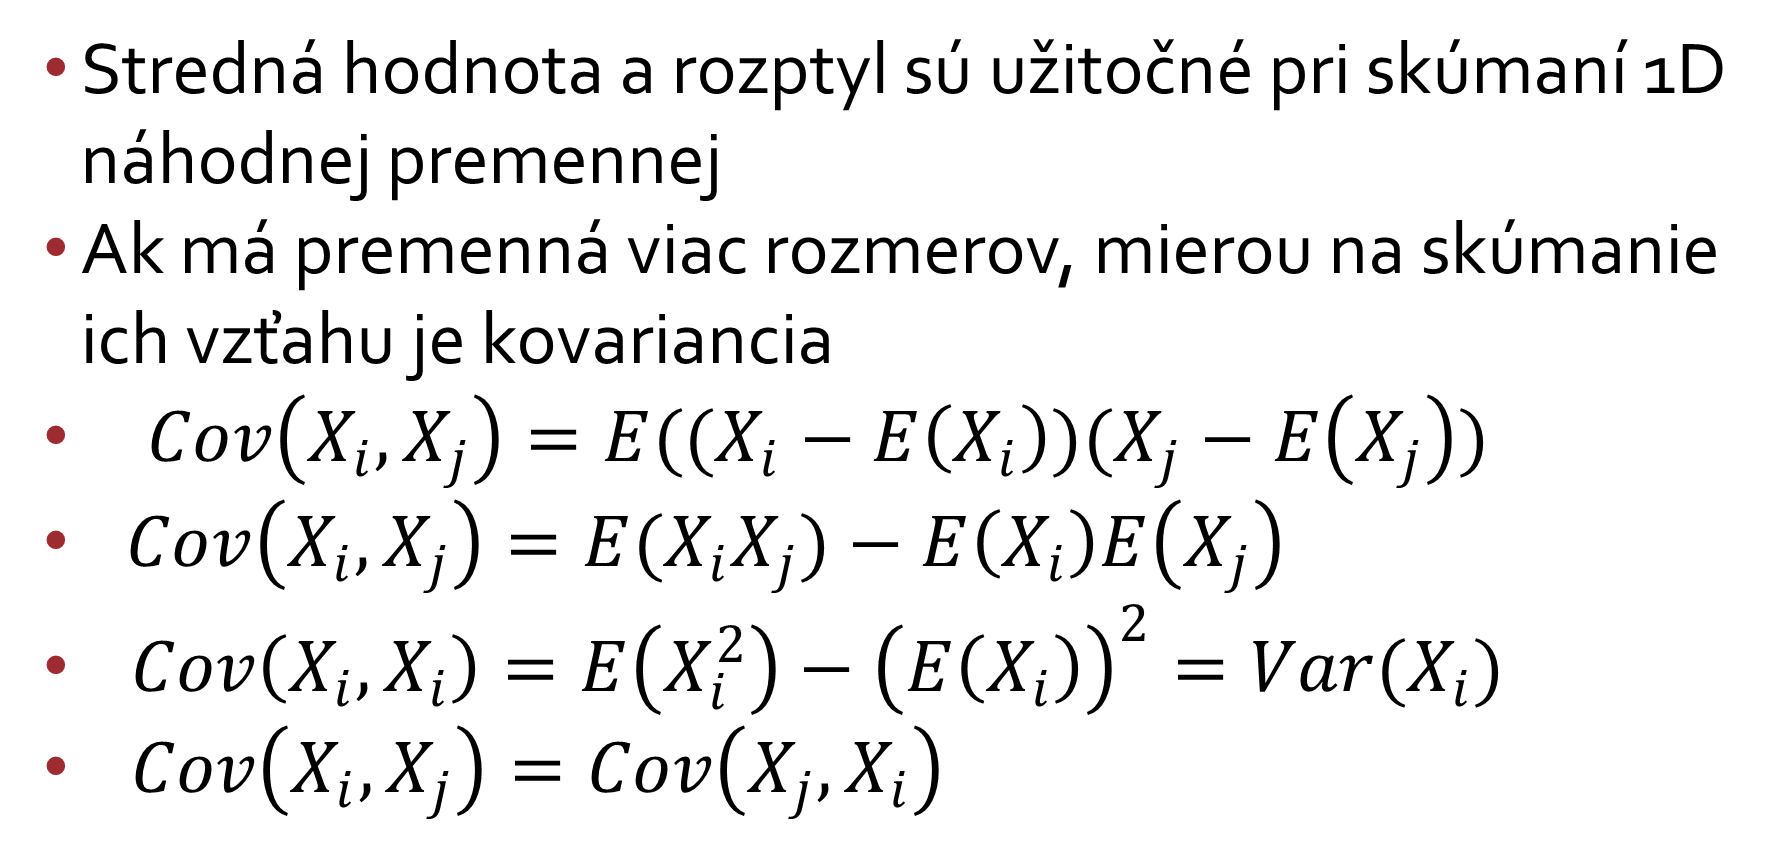 • Stredná hodnota a rozptyl sú užitočné pri skúmaní 1D
náhodnej premennej
• Ak má premenná viac rozmerov, mierou na skúmanie
ich vzťahu je kovariancia
• Cov(X_i, X_j) = E((X_i − E(X_i))(X_j − E(X_j))
• Cov(X_i, X_j) = E(X_iX_j) − E(X_i)E(X_j)
• Cov(X_i, X_i) = E(X_i^2) − (E(X_i))^2 = Var(X_i)
• Cov(X_i, X_j) = Cov(X_j, X_i)